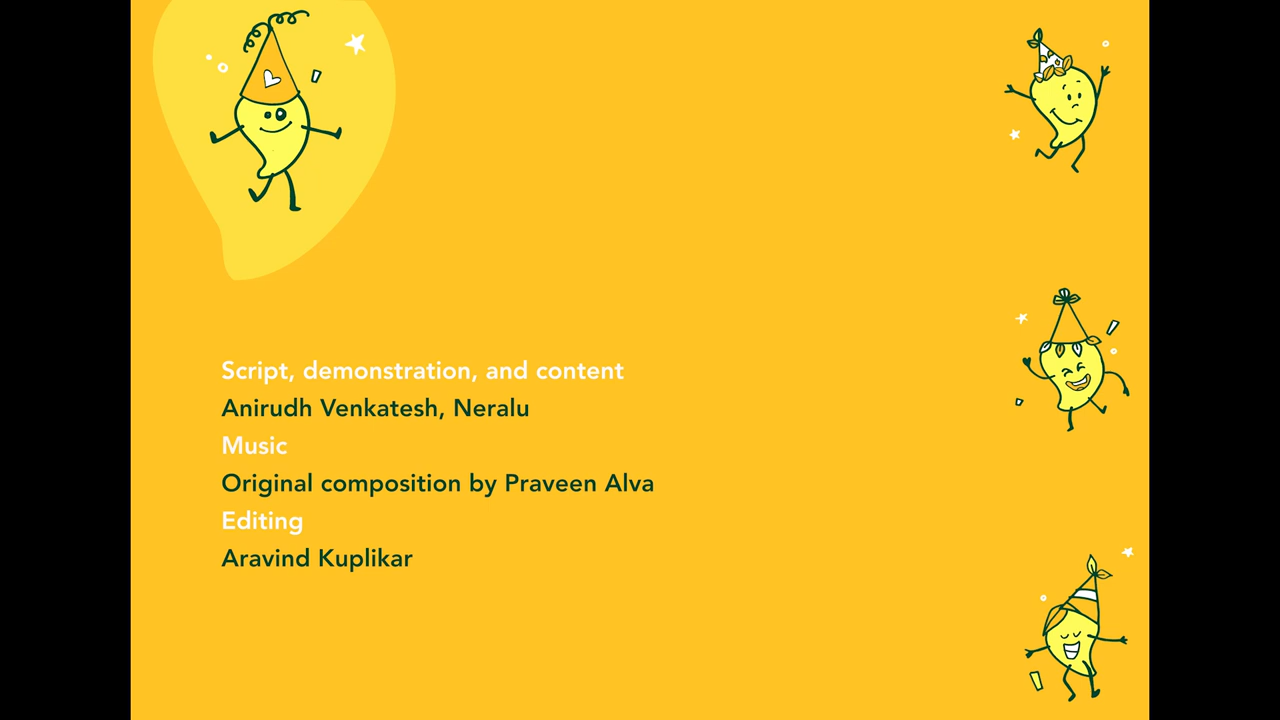 Script, demonstration, and content
Anirudh Venkatesh, Neralu
Music
Original composition by Praveen Alva
Editing
Aravind Kuplikar